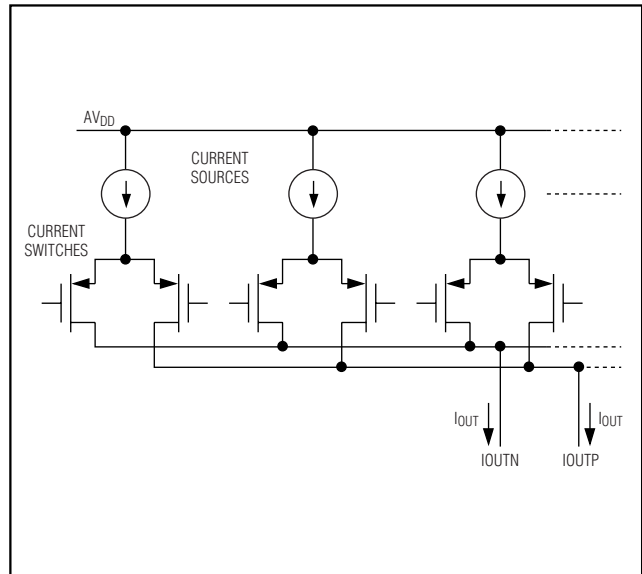 AVDD
CURRENT
SOURCES
CURRENT
SWITCHES
IOUT
IOUT
IOUTN
IOUTP